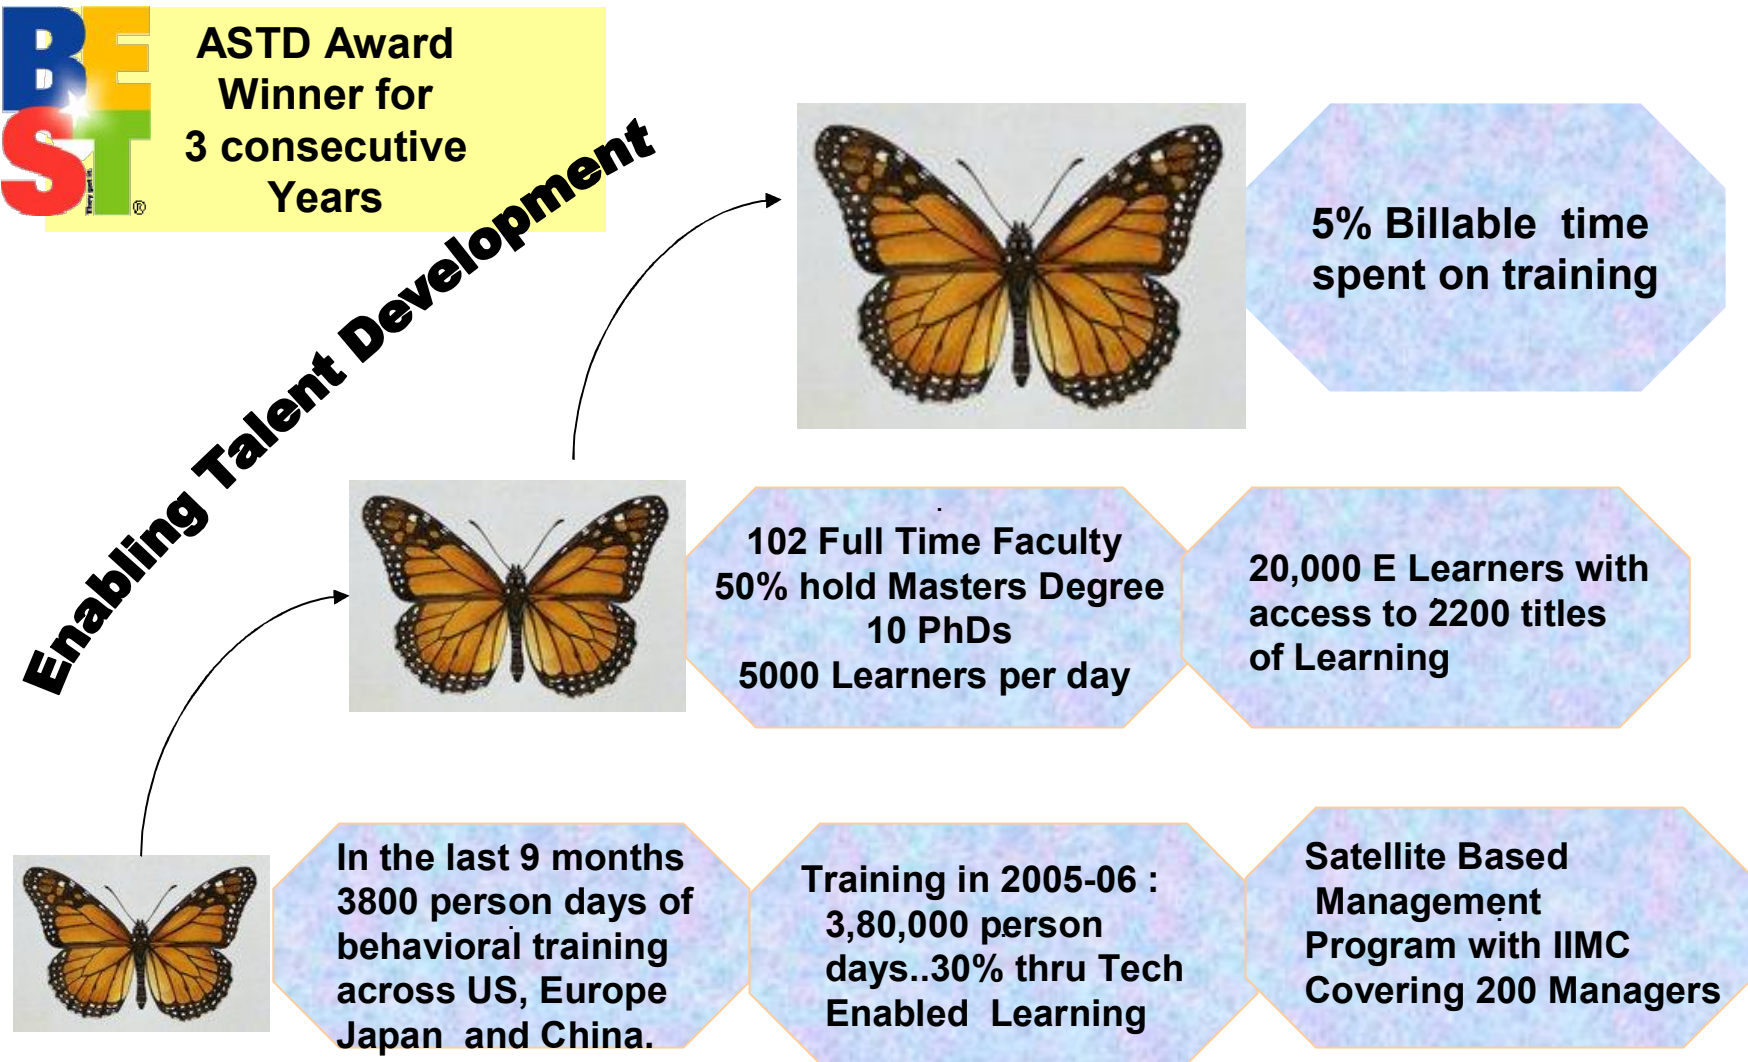 BEST
They get it.
®
ASTD Award
Winner for
3 consecutive
Years
Enabling Talent Development
5% Billable time
spent on training
102 Full Time Faculty
50% hold Masters Degree
10 PhDs
5000 Learners per day
20,000 E Learners with
access to 2200 titles
of Learning
In the last 9 months
3800 person days of
behavioral training
across US, Europe
Japan and China.
Training in 2005-06 :
3,80,000 person
days..30% thru Tech
Enabled Learning
Satellite Based
Management
Program with IIMC
Covering 200 Managers